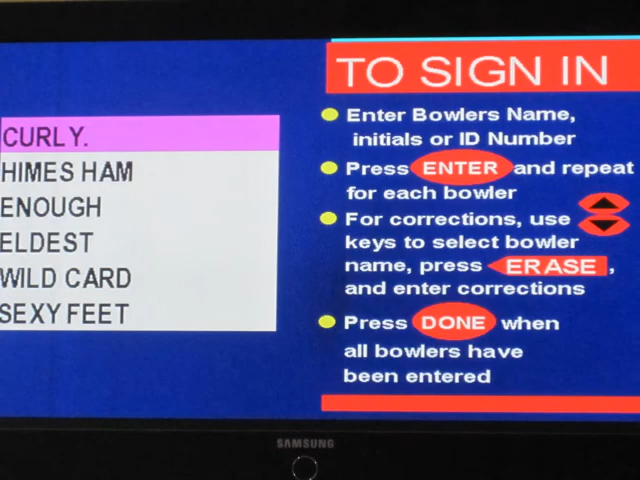 TO SIGN IN
CURLY.
HIMES HAM
ENOUGH
ELDEST
WILD CARD
SEXY FEET
Enter Bowlers Name,
initials or ID Number
Press ENTER and repeat
for each bowler
For corrections, use
keys to select bowler
name, press ERASE,
and enter corrections
Press DONE when
all bowlers have
been entered
SAMSUNG